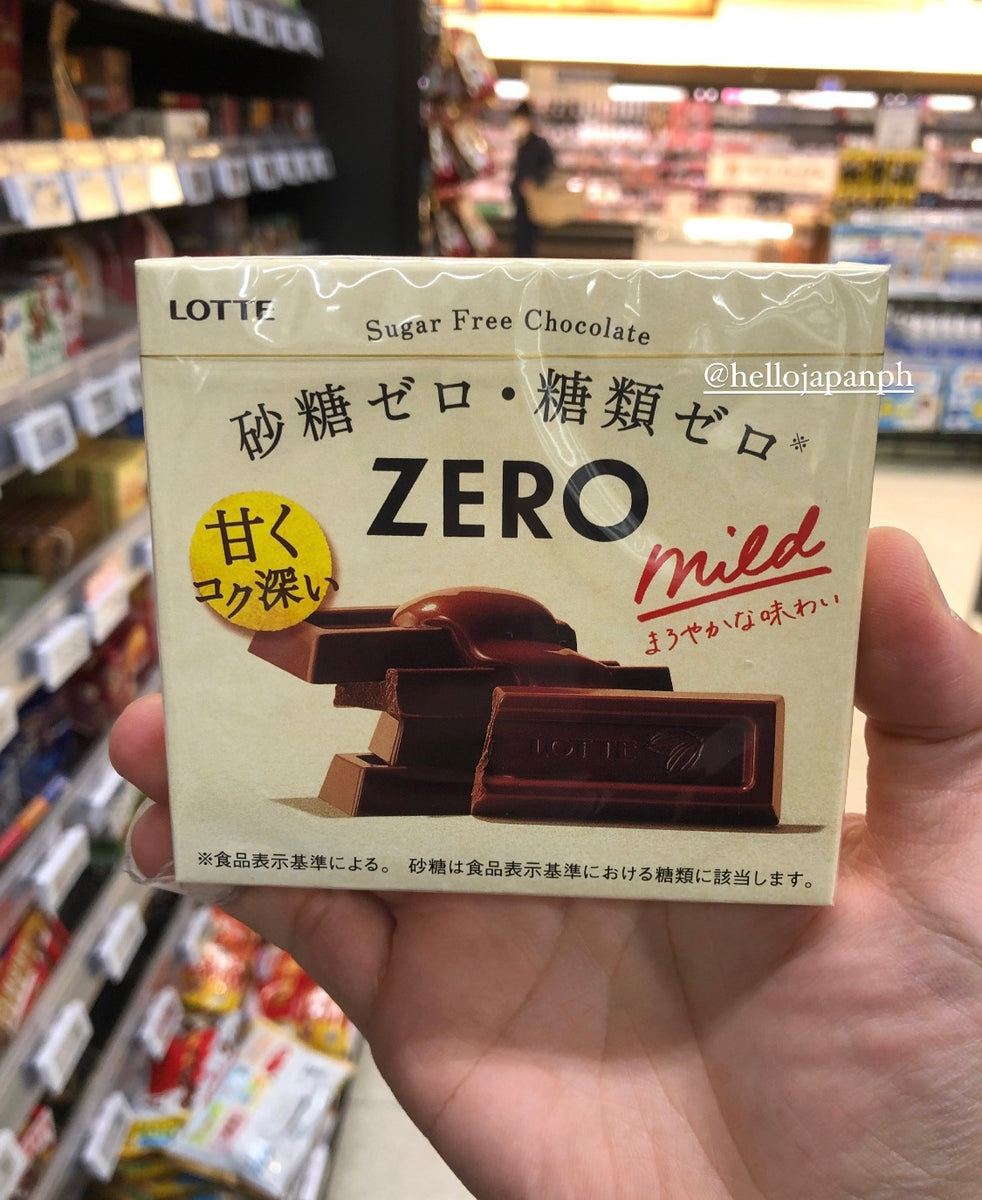 LOTTE
Sugar Free Chocolate
@hellojapanph
砂糖ゼロ・糖類ゼロ※
ZERO
mild
まろやかな味わい
甘く
コク深い
LOTTE
※食品表示基準による。 砂糖は食品表示基準における糖類に該当します。